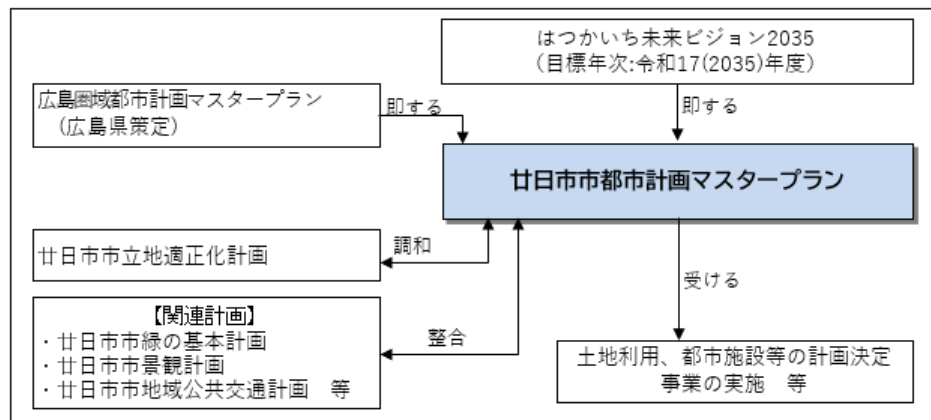 はつかいち未来ビジョン2035
（目標年次:令和17(2035)年度）
広島圏域都市計画マスタープラン
（広島県策定）
即する
即する
廿日市市都市計画マスタープラン
廿日市市立地適正化計画
調和
受ける
【関連計画】
・廿日市市緑の基本計画
・廿日市市景観計画
・廿日市市地域公共交通計画　等
整合
土地利用、都市施設等の計画決定
事業の実施　等